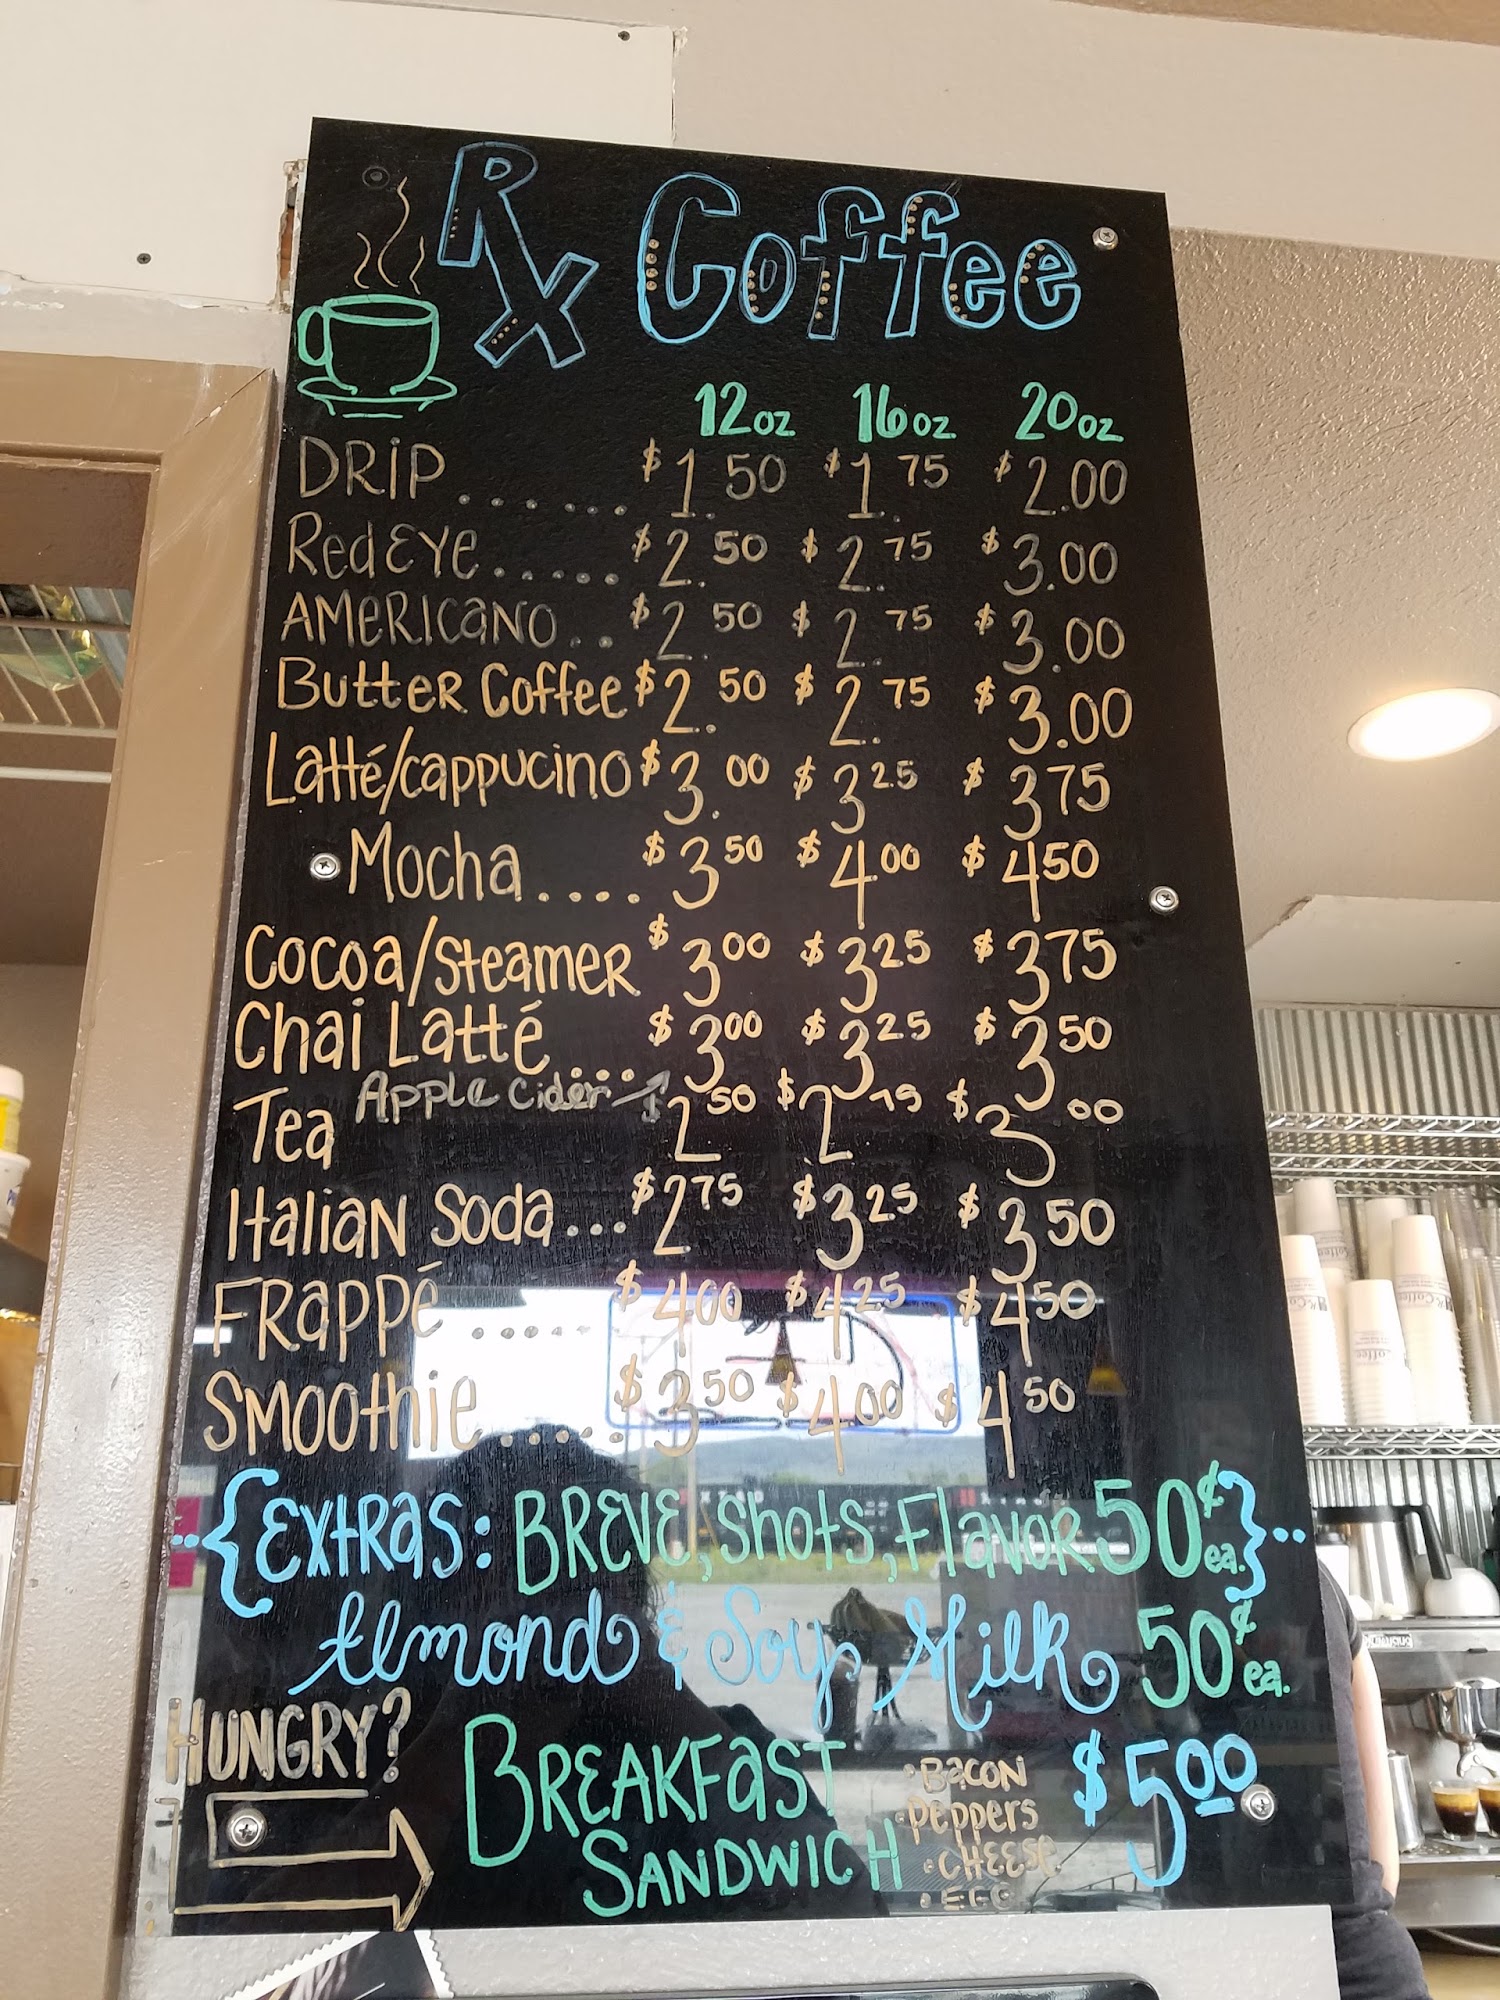 Rx Coffee
12oz 16oz 20oz
DRIP...... $1.50 $1.75 $2.00
RedEye...... $2.50 $2.75 $3.00
AMERICANO.. $2.50 $2.75 $3.00
Butter Coffee $2.50 $2.75 $3.00
Latté/cappucino $3.00 $3.25 $3.75
Mocha.... $3.50 $4.00 $4.50
Cocoa/Steamer $3.00 $3.25 $3.75
Chai Latté.... $3.00 $3.25 $3.50
Apple Cider
Tea $2.50 $2.75 $3.00
Italian Soda... $2.75 $3.25 $3.50
FRappé ..... $4.00 $4.25 $4.50
Smoothie..... $3.50 $4.00 $4.50
{Extras: BREVE, Shots, Flavor 50¢ ea.}
Almond & Soy Milk 50¢ ea.
HUNGRY?
BREAKFAST SANDWICH $5.00
• BACON
• Peppers
• CHEESE
• EGG